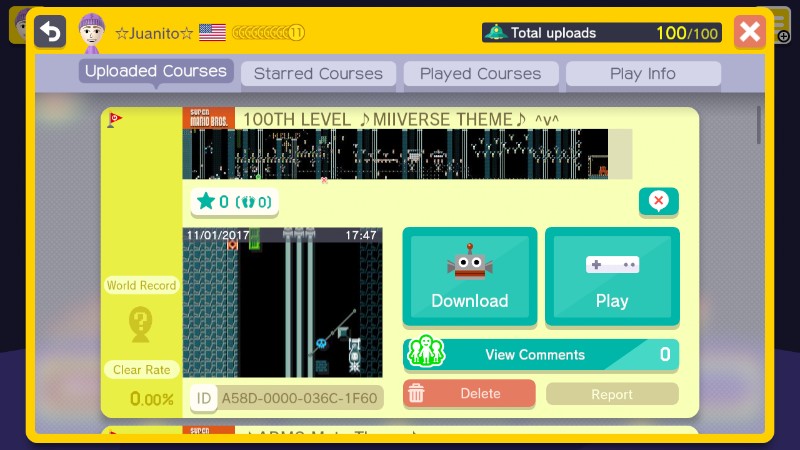 ☆Juanito☆ 11
Total uploads 100/100
Uploaded Courses
Starred Courses
Played Courses
Play Info
SUPER MARIO BROS. 100TH LEVEL ♪MIIVERSE THEME♪ ^v^
★0 (0)
11/01/2017 17:47
World Record
Download
Play
View Comments 0
Clear Rate
0.00%
ID A58D-0000-036C-1F60
Delete
Report
SUPER